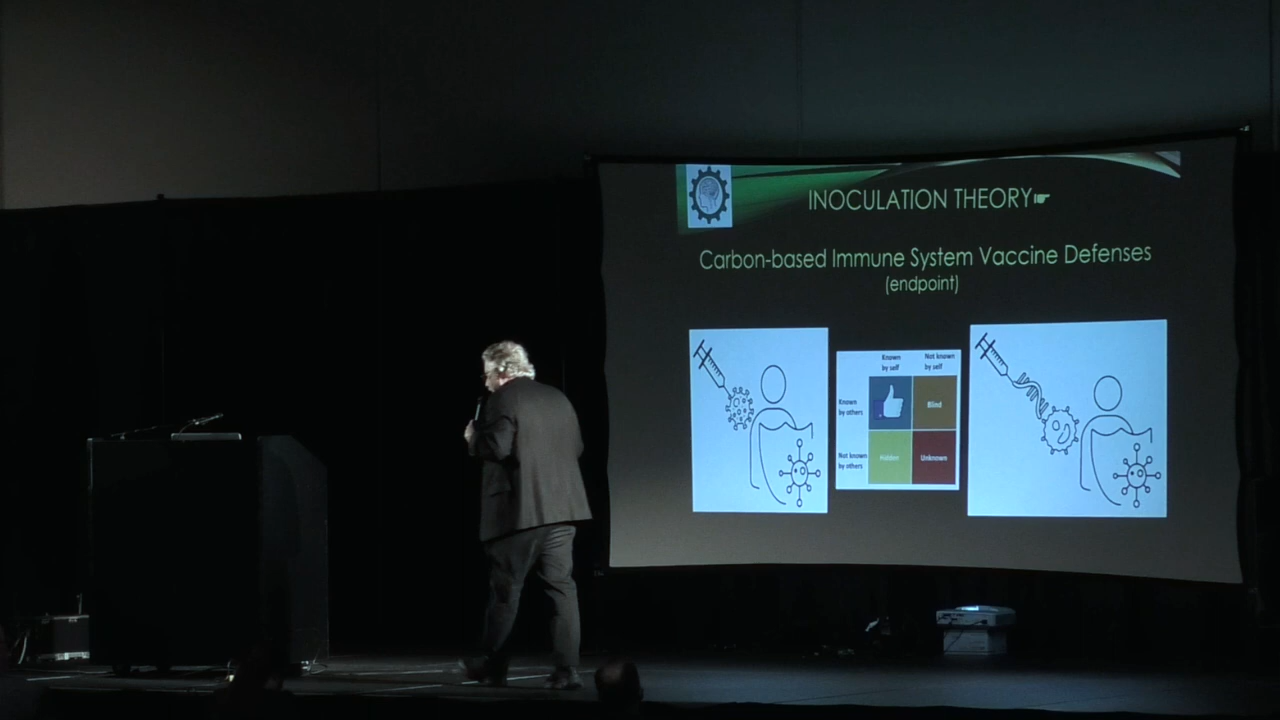 INOCULATION THEORY☛
Carbon-based Immune System Vaccine Defenses
(endpoint)
Known
by self
Not known
by self
Known
by others
Blind
Not known
by others
Hidden
Unknown